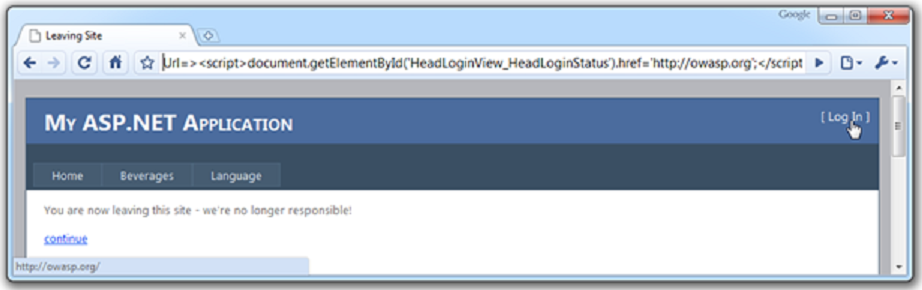 Google
Leaving Site
Url=><script>document.getElementById('HeadLoginView_HeadLoginStatus').href='http://owasp.org';</script
MY ASP.NET APPLICATION
[ Log In ]
Home Beverages Language
You are now leaving this site - we're no longer responsible!
continue
http://owasp.org/